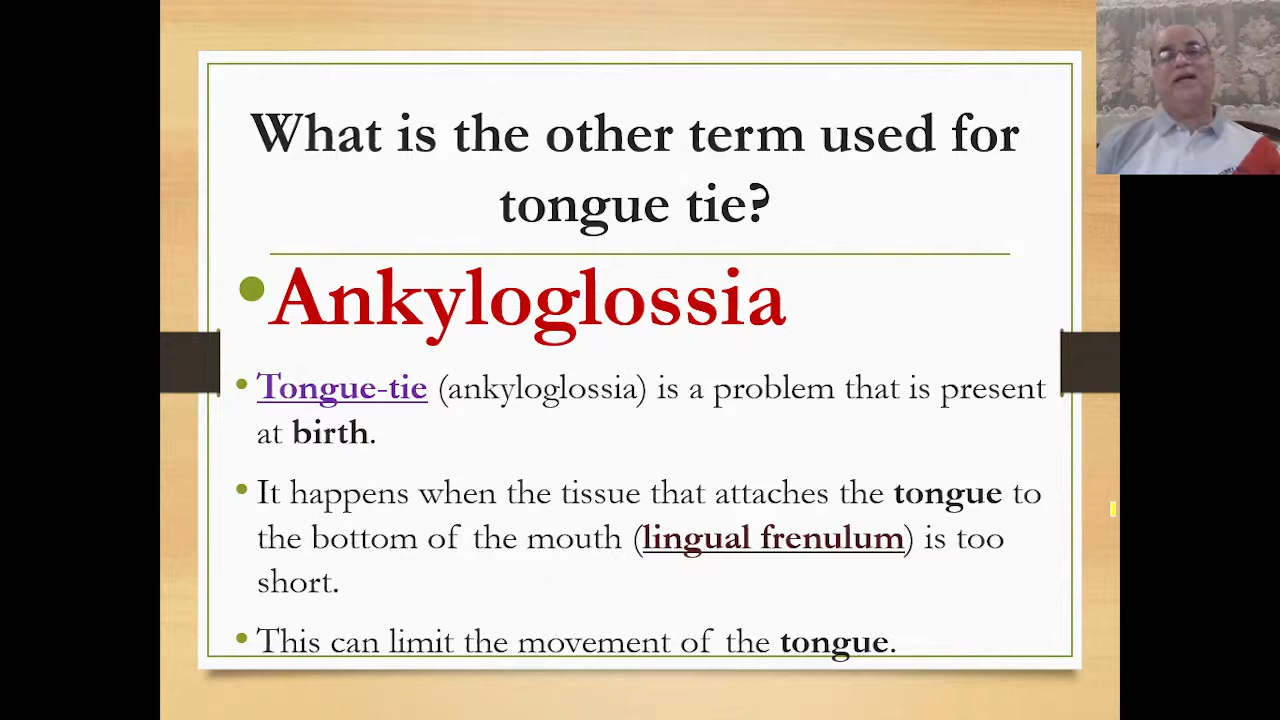 What is the other term used for
tongue tie?
•Ankyloglossia
• Tongue-tie (ankyloglossia) is a problem that is present
at birth.
• It happens when the tissue that attaches the tongue to
the bottom of the mouth (lingual frenulum) is too
short.
• This can limit the movement of the tongue.